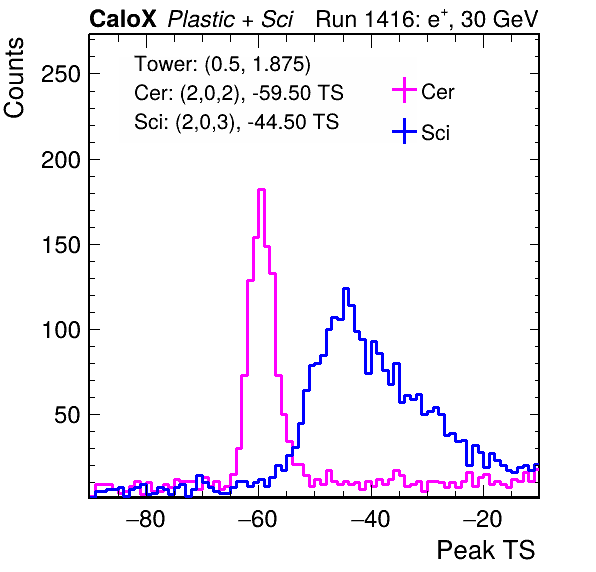 CaloX Plastic + Sci Run 1416: e+, 30 GeV
Tower: (0.5, 1.875)
Cer: (2,0,2), -59.50 TS
Sci: (2,0,3), -44.50 TS
Cer
Sci
Counts
250
200
150
100
50
−80 −60 −40 −20
Peak TS